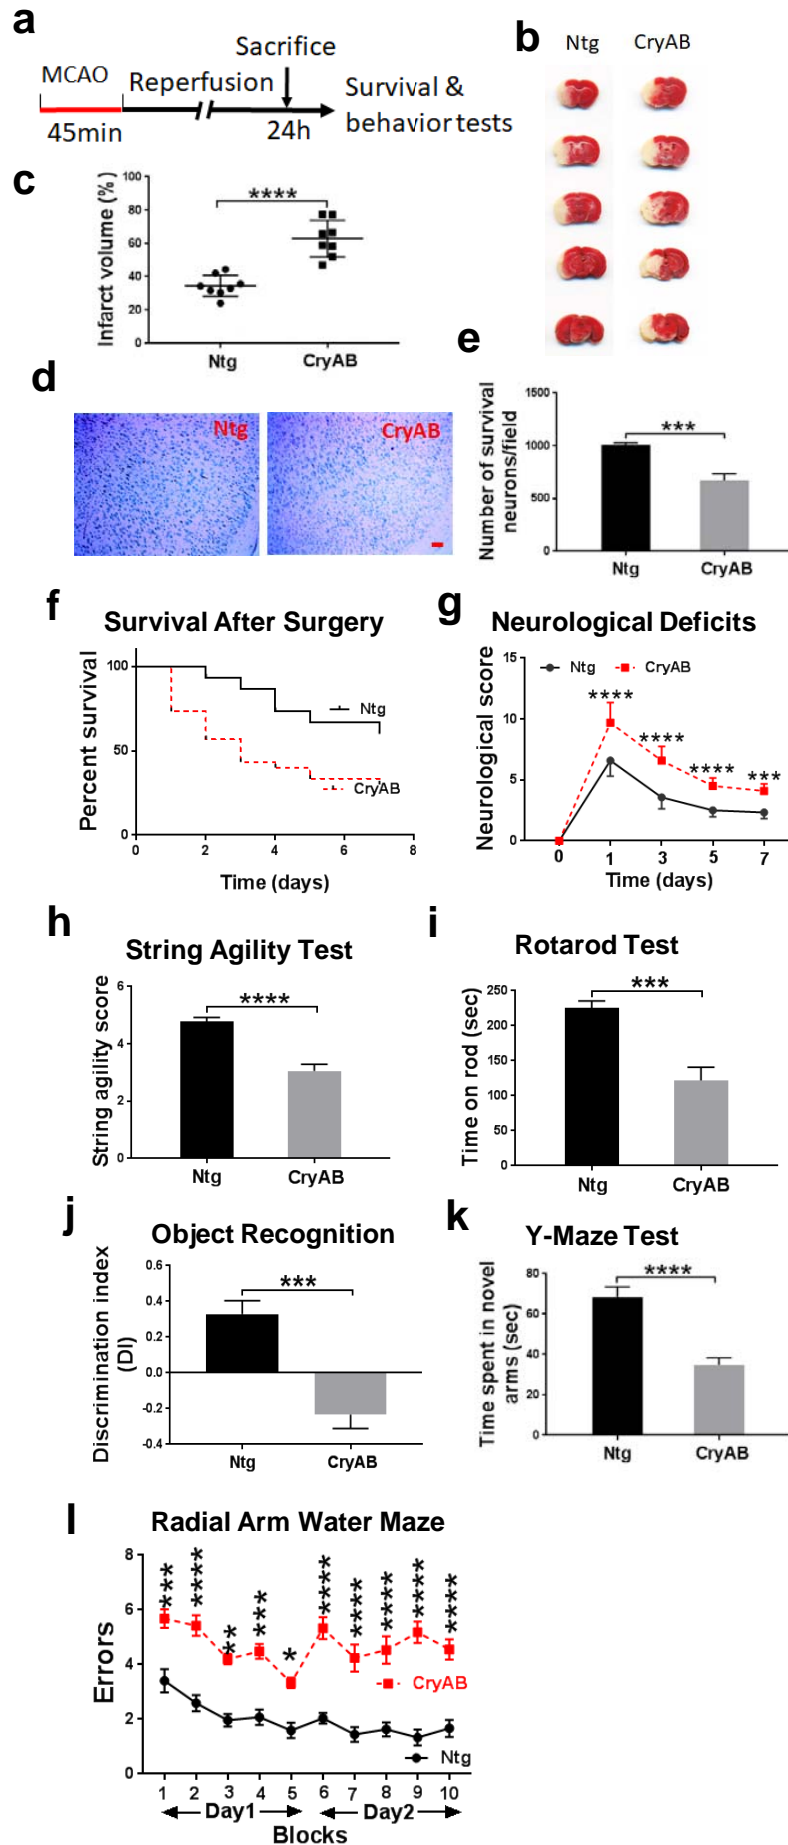 a
MCAO
Reperfusion
Sacrifice
45min
24h
Survival &
behavior tests
b
Ntg
CryAB
c
Infarct volume (%)
100
80
60
40
20
0
****
Ntg
CryAB
d
Ntg
CryAB
e
Number of survival
neurons/field
1500
1000
500
0
***
Ntg
CryAB
f
Survival After Surgery
Percent survival
100
50
0
Ntg
CryAB
0
2
4
6
8
Time (days)
g
Neurological Deficits
Neurological score
15
10
5
0
Ntg
CryAB
****
****
****
***
0
1
3
5
7
Time (days)
h
String Agility Test
String agility score
6
4
2
0
****
Ntg
CryAB
i
Rotarod Test
Time on rod (sec)
250
200
150
100
50
0
***
Ntg
CryAB
j
Object Recognition
Discrimination index
(DI)
0.6
0.4
0.2
0.0
-0.2
-0.4
***
Ntg
CryAB
k
Y-Maze Test
Time spent in novel
arms (sec)
80
60
40
20
0
****
Ntg
CryAB
l
Radial Arm Water Maze
Errors
8
6
4
2
0
***
****
**
***
*
****
****
****
****
****
CryAB
Ntg
1 2 3 4 5 6 7 8 9 10
Day1
Day2
Blocks